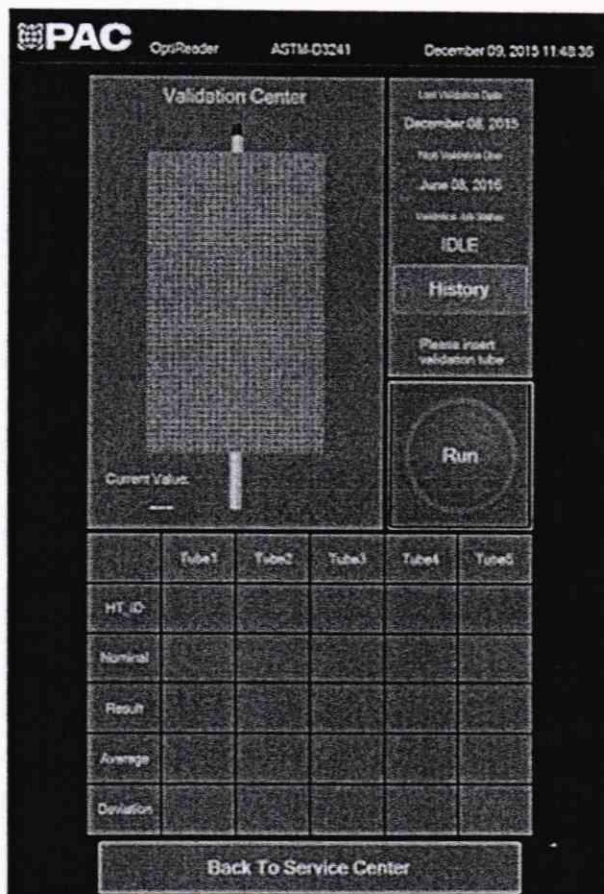 PAC OptiReader ASTM-D3241 December 09, 2015 11:48:36
Validation Center
Current Value:
---
Last Validation Date
December 08, 2015
Next Validation Due
June 08, 2016
Validation Job Status
IDLE
History
Please insert
validation tube
Run
Tube1 Tube2 Tube3 Tube4 Tube5
HT_ID
Nominal
Result
Average
Deviation
Back To Service Center